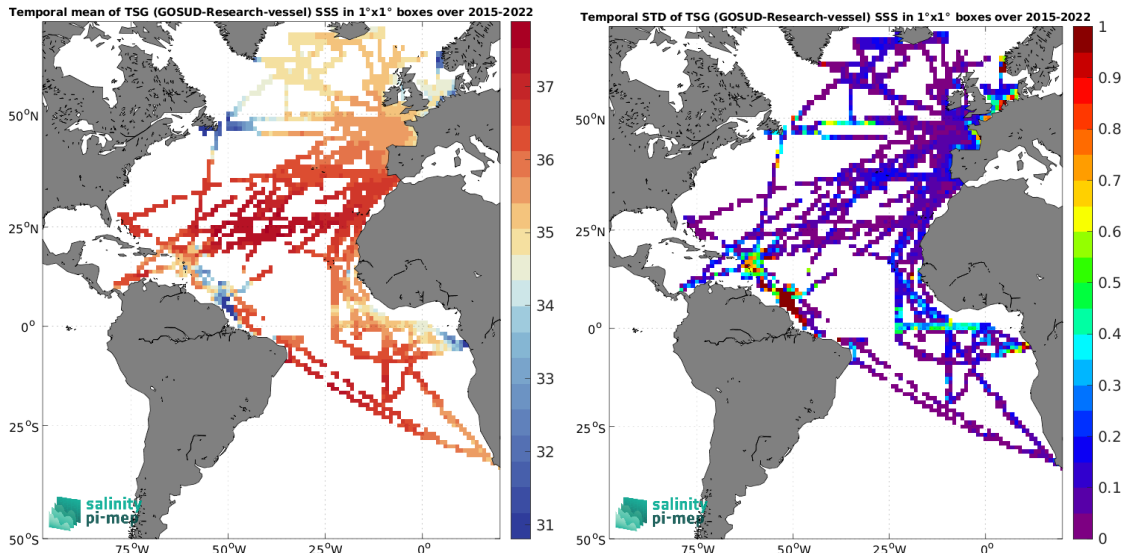 Temporal mean of TSG (GOSUD-Research-vessel) SSS in 1°x1° boxes over 2015-2022
50°N
25°N
0°
25°S
50°S
75°W
50°W
25°W
0°
37
36
35
34
33
32
31
salinity
pi-mep
Temporal STD of TSG (GOSUD-Research-vessel) SSS in 1°x1° boxes over 2015-2022
50°N
25°N
0°
25°S
50°S
75°W
50°W
25°W
0°
1
0.9
0.8
0.7
0.6
0.5
0.4
0.3
0.2
0.1
0
salinity
pi-mep